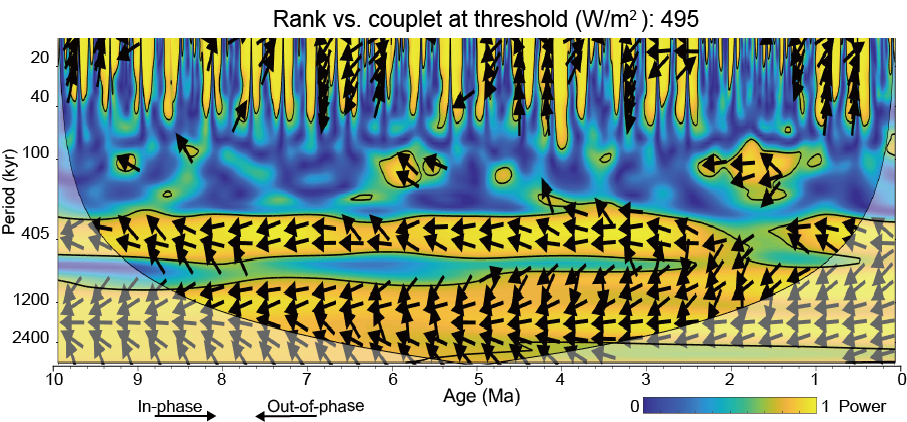 Rank vs. couplet at threshold (W/m²): 495
Period (kyr)
20
40
100
405
1200
2400
10 9 8 7 6 5 4 3 2 1 0
Age (Ma)
In-phase Out-of-phase
0 1 Power